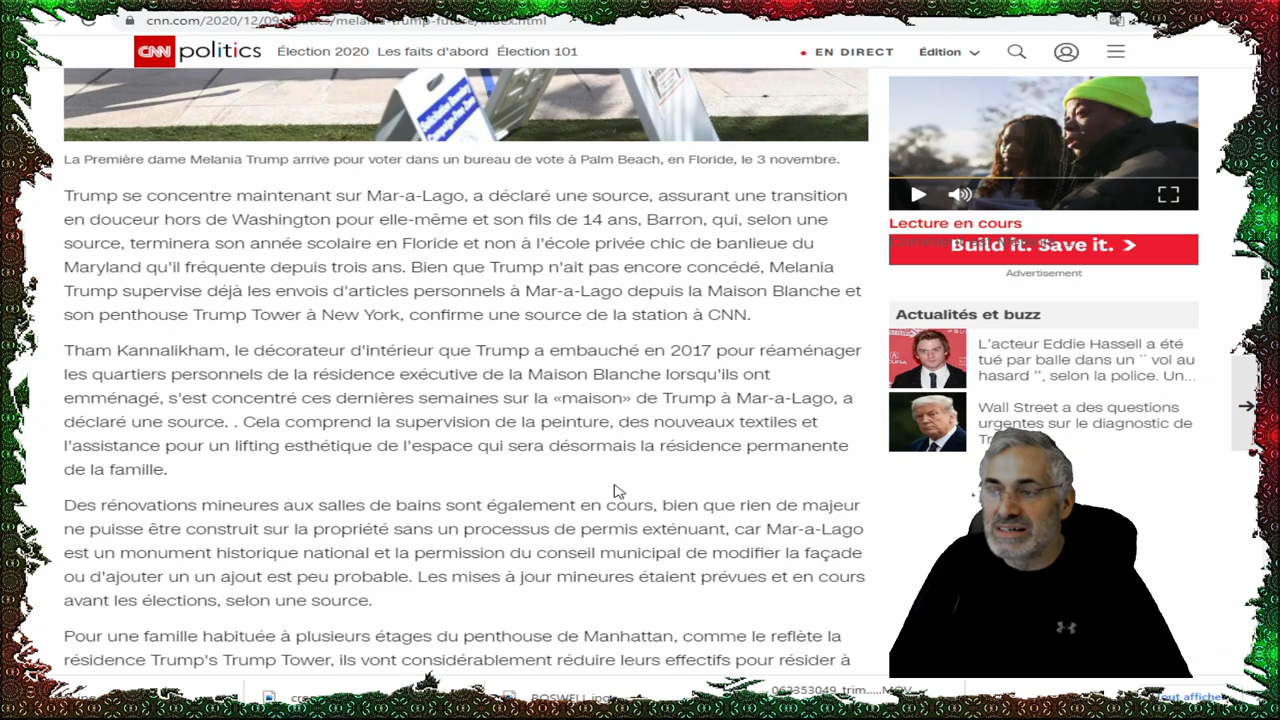 cnn.com/2020/12/09/politics/melania-trump-future/index.html
CNN politics Élection 2020 Les faits d'abord Élection 101
EN DIRECT Édition
La Première dame Melania Trump arrive pour voter dans un bureau de vote à Palm Beach, en Floride, le 3 novembre.
Trump se concentre maintenant sur Mar-a-Lago, a déclaré une source, assurant une transition
en douceur hors de Washington pour elle-même et son fils de 14 ans, Barron, qui, selon une
source, terminera son année scolaire en Floride et non à l'école privée chic de banlieue du
Maryland qu'il fréquente depuis trois ans. Bien que Trump n'ait pas encore concédé, Melania
Trump supervise déjà les envois d'articles personnels à Mar-a-Lago depuis la Maison Blanche et
son penthouse Trump Tower à New York, confirme une source de la station à CNN.
Tham Kannalikham, le décorateur d'intérieur que Trump a embauché en 2017 pour réaménager
les quartiers personnels de la résidence exécutive de la Maison Blanche lorsqu'ils ont
emménagé, s'est concentré ces dernières semaines sur la «maison» de Trump à Mar-a-Lago, a
déclaré une source. . Cela comprend la supervision de la peinture, des nouveaux textiles et
l'assistance pour un lifting esthétique de l'espace qui sera désormais la résidence permanente
de la famille.
Des rénovations mineures aux salles de bains sont également en cours, bien que rien de majeur
ne puisse être construit sur la propriété sans un processus de permis exténuant, car Mar-a-Lago
est un monument historique national et la permission du conseil municipal de modifier la façade
ou d'ajouter un un ajout est peu probable. Les mises à jour mineures étaient prévues et en cours
avant les élections, selon une source.
Pour une famille habituée à plusieurs étages du penthouse de Manhattan, comme le reflète la
résidence Trump's Trump Tower, ils vont considérablement réduire leurs effectifs pour résider à
Lecture en cours
Build it. Save it. >
Advertisement
Actualités et buzz
L'acteur Eddie Hassell a été
tué par balle dans un `` vol au
hasard '', selon la police. Un...
Wall Street a des questions
urgentes sur le diagnostic de
BOSWELL.jpg
063353049_trim.....MOV
Tout affiche